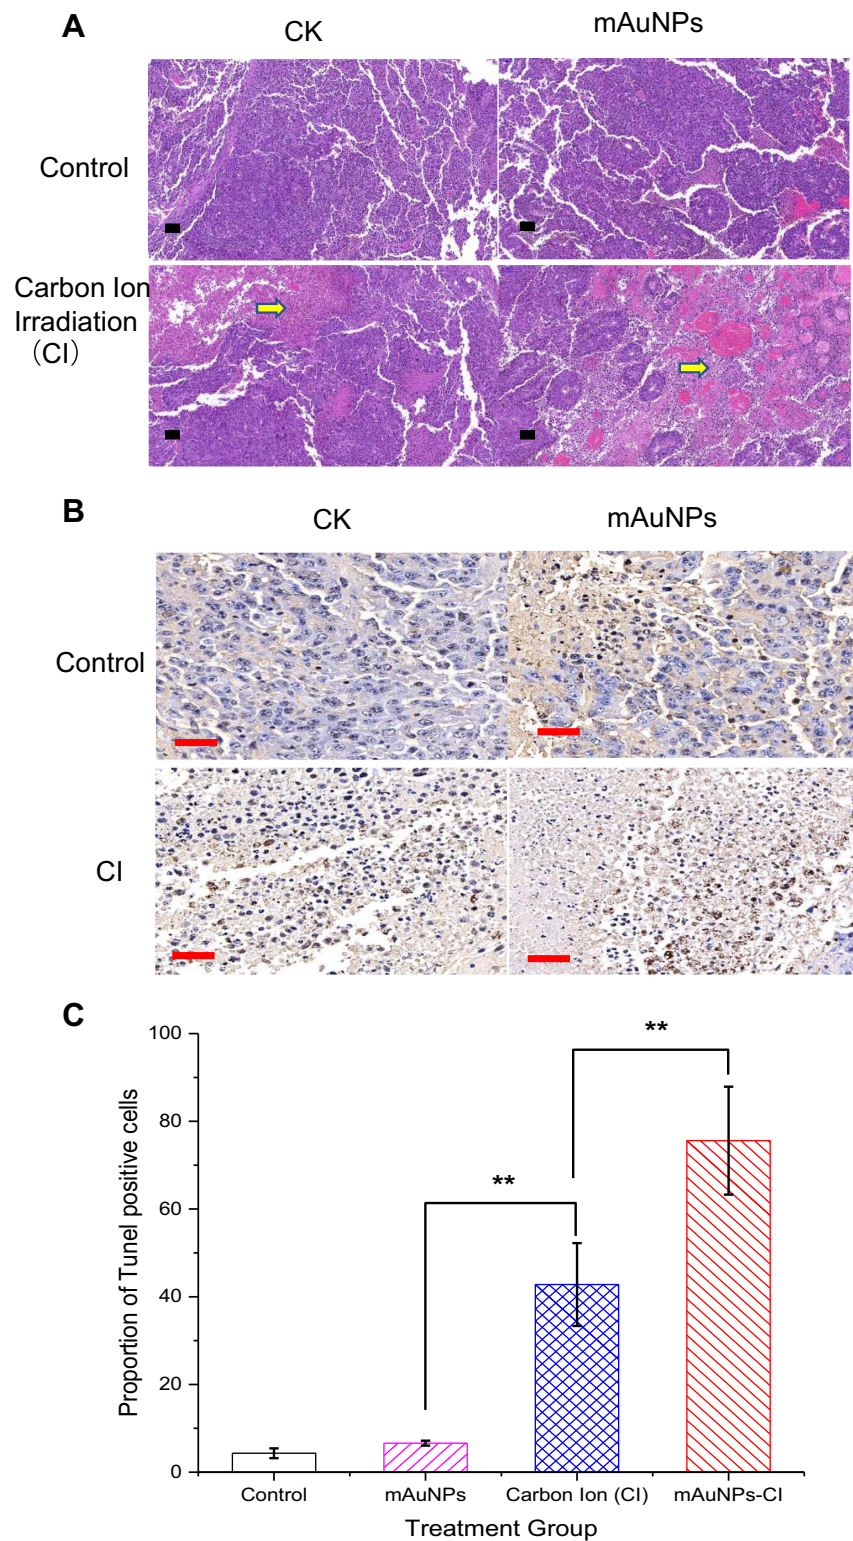 A
CK
mAuNPs
Control
Carbon Ion
Irradiation
（CI）
B
CK
mAuNPs
Control
CI
C
Proportion of Tunel positive cells
100
80
60
40
20
0
**
**
Control
mAuNPs
Carbon Ion (CI)
mAuNPs-CI
Treatment Group